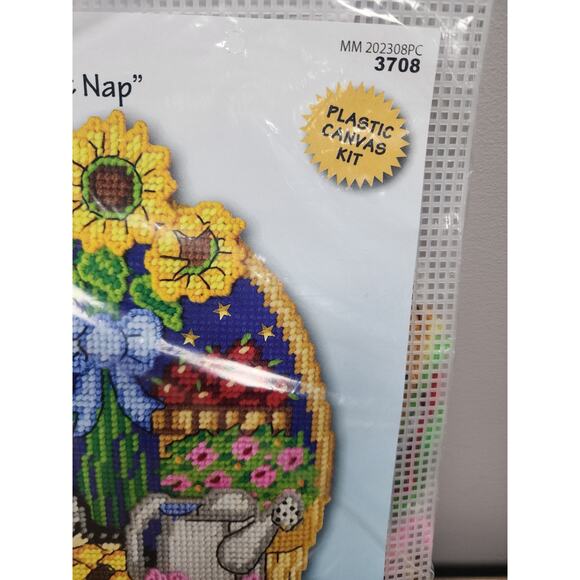 MM 202308PC
3708
Nap"
PLASTIC
CANVAS
KIT